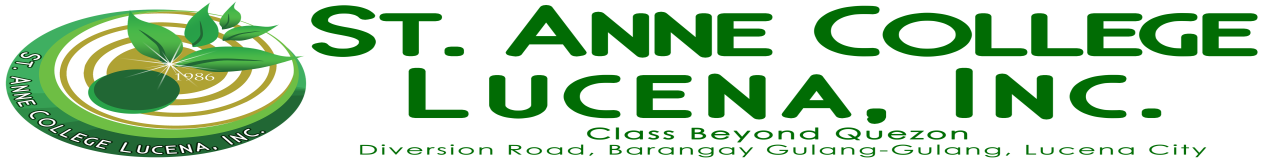 1986
ST. ANNE COLLEGE LUCENA, INC.
ST. ANNE COLLEGE
LUCENA, INC.
Class Beyond Quezon
Diversion Road, Barangay Gulang-Gulang, Lucena City